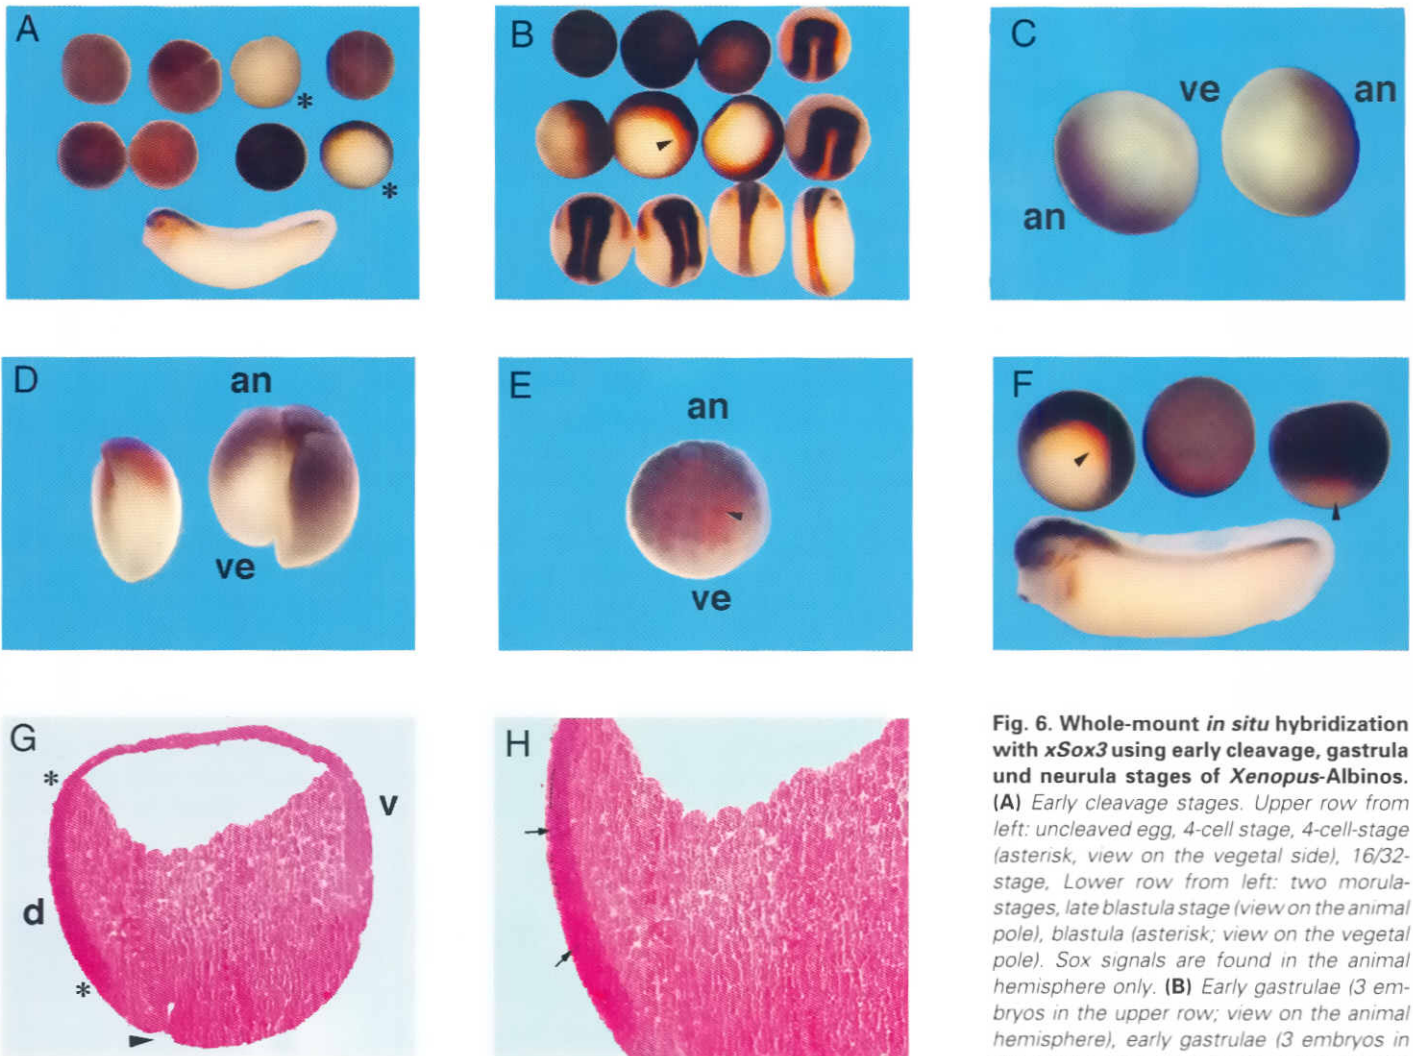 A
*
*
B
C
ve
an
an
D
an
ve
E
an
ve
F
G
*
v
d
*
H
Fig. 6. Whole-mount in situ hybridization
with xSox3 using early cleavage, gastrula
und neurula stages of Xenopus-Albinos.
(A) Early cleavage stages. Upper row from
left: uncleaved egg, 4-cell stage, 4-cell-stage
(asterisk, view on the vegetal side), 16/32-
stage, Lower row from left: two morula-
stages, late blastula stage (view on the animal
pole), blastula (asterisk; view on the vegetal
pole). Sox signals are found in the animal
hemisphere only. (B) Early gastrulae (3 em-
bryos in the upper row; view on the animal
hemisphere), early gastrulae (3 embryos in